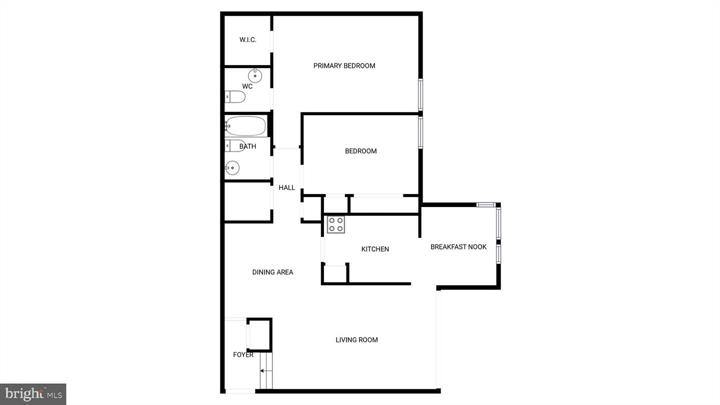 W.I.C.
PRIMARY BEDROOM
WC
BATH
BEDROOM
HALL
KITCHEN
BREAKFAST NOOK
DINING AREA
LIVING ROOM
FOYER
bright MLS